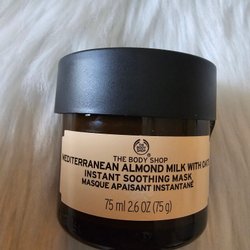 THE BODY SHOP
MEDITERRANEAN ALMOND MILK WITH OATS
INSTANT SOOTHING MASK
MASQUE APAISANT INSTANTANÉ
75 ml 2.6 OZ (75 g)